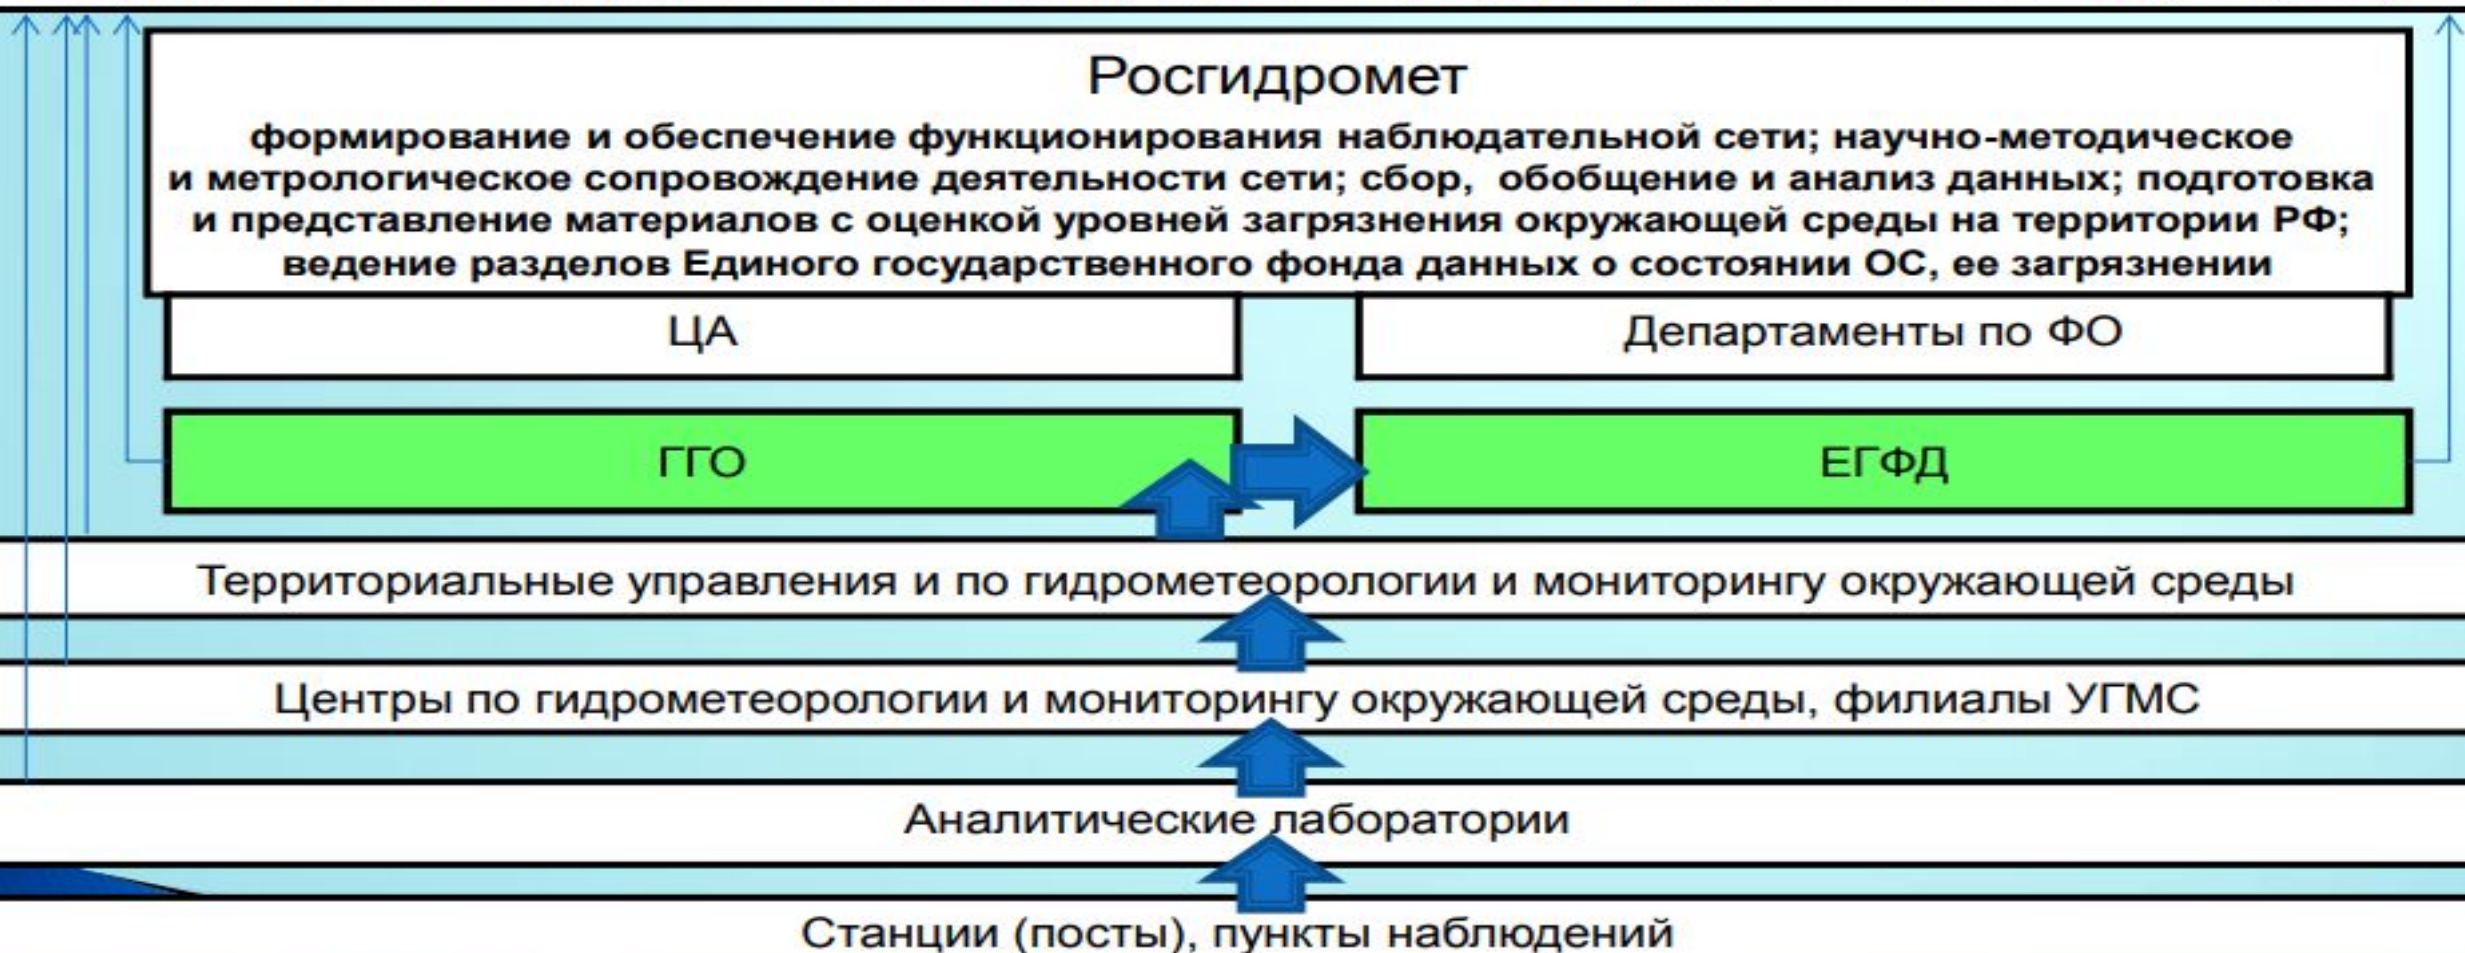 Росгидромет
формирование и обеспечение функционирования наблюдательной сети; научно-методическое
и метрологическое сопровождение деятельности сети; сбор, обобщение и анализ данных; подготовка
и представление материалов с оценкой уровней загрязнения окружающей среды на территории РФ;
ведение разделов Единого государственного фонда данных о состоянии ОС, ее загрязнении
ЦА
Департаменты по ФО
ГГО
ЕГФД
Территориальные управления и по гидрометеорологии и мониторингу окружающей среды
Центры по гидрометеорологии и мониторингу окружающей среды, филиалы УГМС
Аналитические лаборатории
Станции (посты), пункты наблюдений